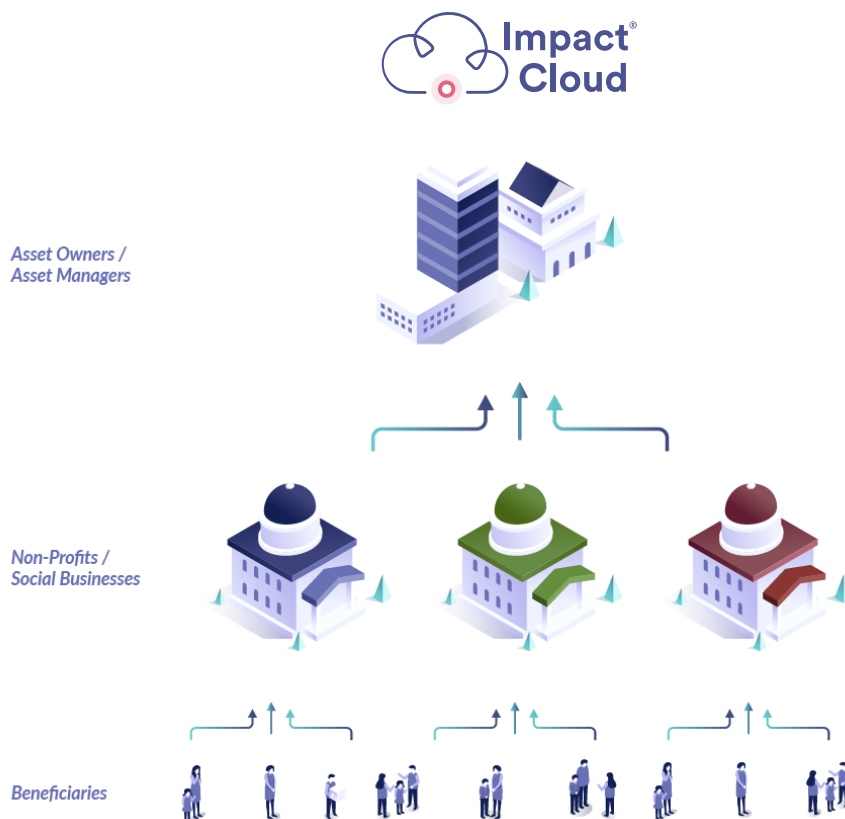 Impact®
Cloud
Asset Owners /
Asset Managers
Non-Profits /
Social Businesses
Beneficiaries